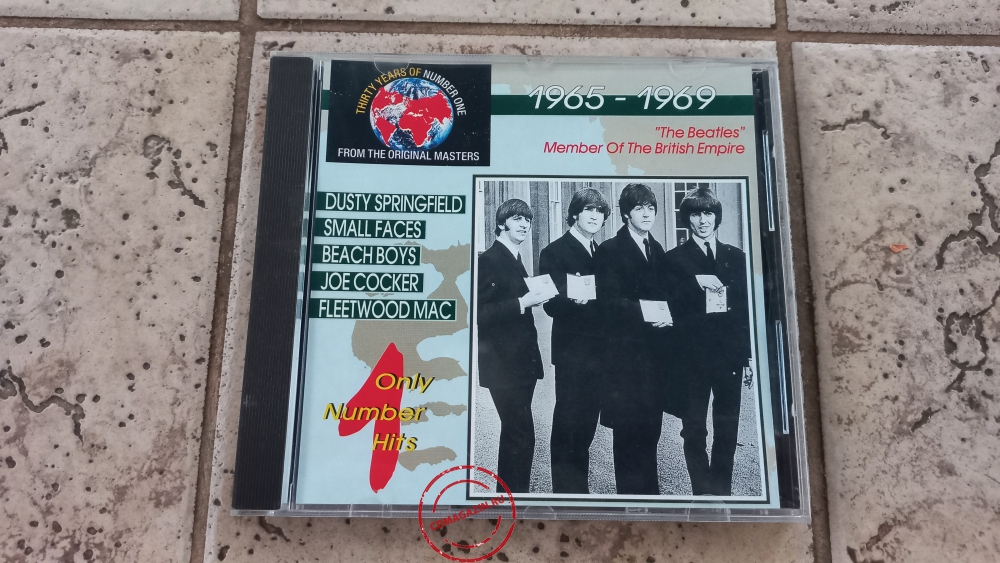 THIRTY YEARS OF NUMBER ONE
FROM THE ORIGINAL MASTERS
1965 - 1969
"The Beatles"
Member Of The British Empire
DUSTY SPRINGFIELD
SMALL FACES
BEACH BOYS
JOE COCKER
FLEETWOOD MAC
1
Only
Number
Hits